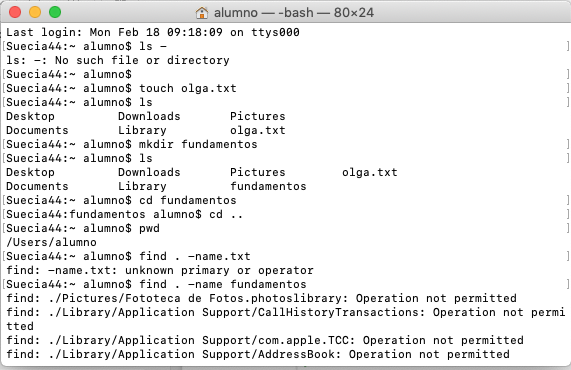 alumno — -bash — 80×24
Last login: Mon Feb 18 09:18:09 on ttys000
[Suecia44:~ alumno$ ls -                                                        ]
ls: -: No such file or directory
[Suecia44:~ alumno$                                                             ]
[Suecia44:~ alumno$ touch olga.txt                                              ]
[Suecia44:~ alumno$ ls                                                          ]
Desktop         Downloads       Pictures
Documents       Library         olga.txt
[Suecia44:~ alumno$ mkdir fundamentos                                           ]
[Suecia44:~ alumno$ ls                                                          ]
Desktop         Downloads       Pictures        olga.txt
Documents       Library         fundamentos
[Suecia44:~ alumno$ cd fundamentos                                              ]
[Suecia44:fundamentos alumno$ cd ..                                             ]
[Suecia44:~ alumno$ pwd                                                         ]
/Users/alumno
[Suecia44:~ alumno$ find . -name.txt                                            ]
find: -name.txt: unknown primary or operator
[Suecia44:~ alumno$ find . -name fundamentos                                    ]
find: ./Pictures/Fototeca de Fotos.photoslibrary: Operation not permitted
find: ./Library/Application Support/CallHistoryTransactions: Operation not permi
tted
find: ./Library/Application Support/com.apple.TCC: Operation not permitted
find: ./Library/Application Support/AddressBook: Operation not permitted